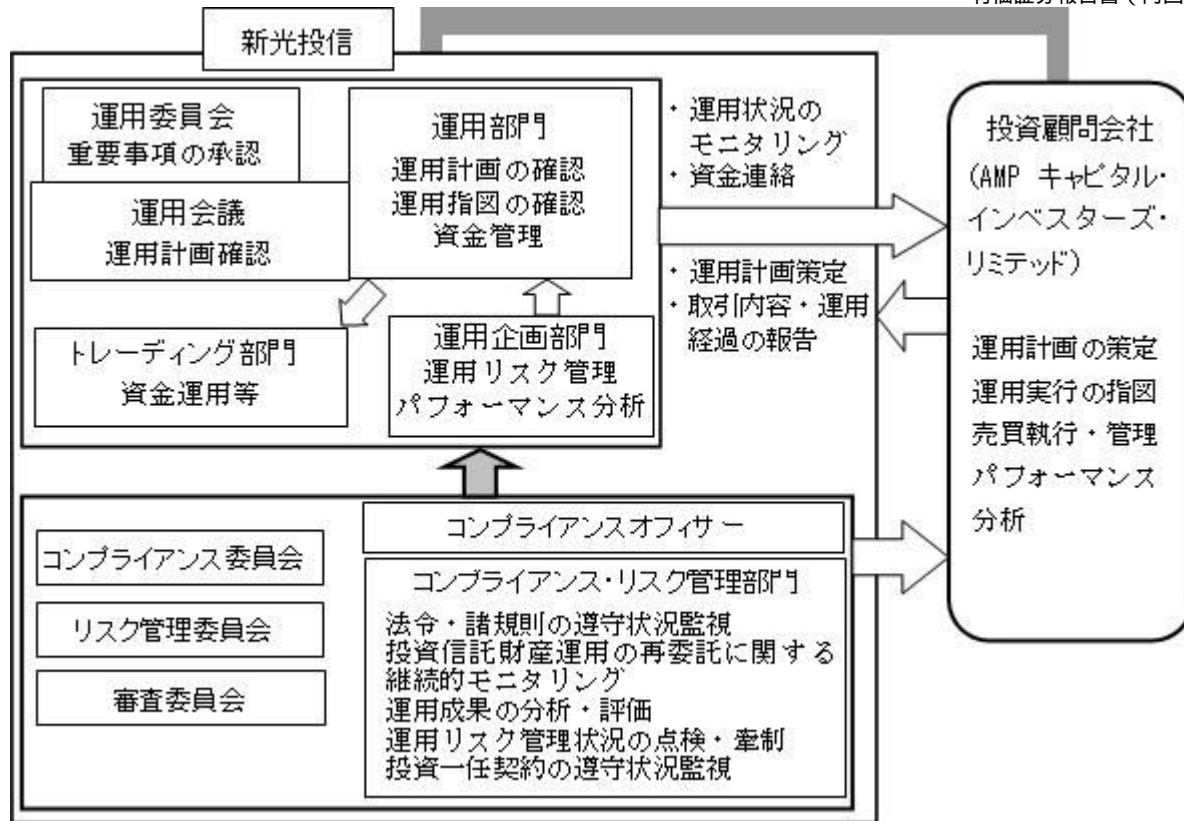 新光投信
運用委員会
重要事項の承認
運用会議
運用計画確認
運用部門
運用計画の確認
運用指図の確認
資金管理
トレーディング部門
資金運用等
運用企画部門
運用リスク管理
パフォーマンス分析
・運用状況の
モニタリング
・資金連絡
・運用計画策定
・取引内容・運用
経過の報告
投資顧問会社
(AMP キャピタル・
インベスターズ・
リミテッド)
運用計画の策定
運用実行の指図
売買執行・管理
パフォーマンス
分析
コンプライアンス委員会
リスク管理委員会
審査委員会
コンプライアンスオフィサー
コンプライアンス・リスク管理部門
法令・諸規則の遵守状況監視
投資信託財産運用の再委託に関する
継続的モニタリング
運用成果の分析・評価
運用リスク管理状況の点検・牽制
投資一任契約の遵守状況監視